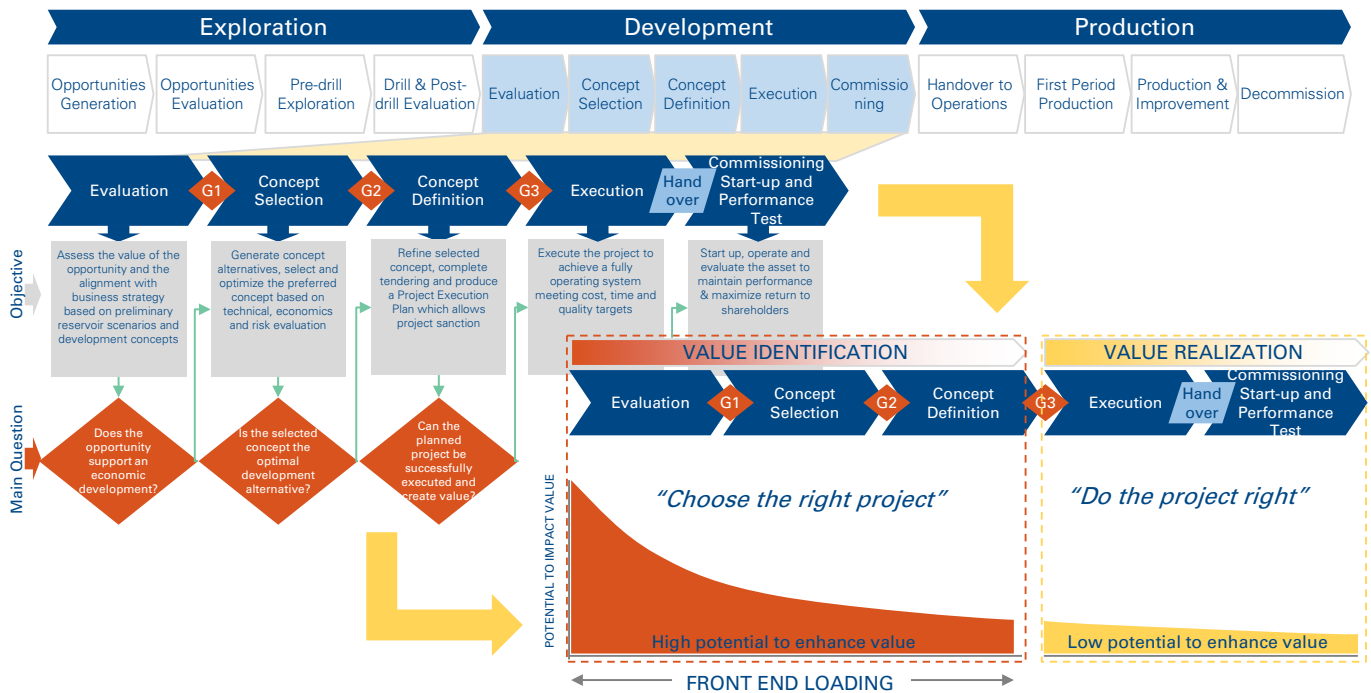 Exploration
Development
Production
Opportunities
Generation
Opportunities
Evaluation
Pre-drill
Exploration
Drill & Post-
drill Evaluation
Evaluation
Concept
Selection
Concept
Definition
Execution
Commissio
ning
Handover to
Operations
First Period
Production
Production &
Improvement
Decommission
Evaluation
G1
Concept
Selection
G2
Concept
Definition
G3
Execution
Hand
over
Commissioning
Start-up and
Performance
Test
Objective
Assess the value of the
opportunity and the
alignment with
business strategy
based on preliminary
reservoir scenarios and
development concepts
Generate concept
alternatives, select and
optimize the preferred
concept based on
technical, economics
and risk evaluation
Refine selected
concept, complete
tendering and produce
a Project Execution
Plan which allows
project sanction
Execute the project to
achieve a fully
operating system
meeting cost, time and
quality targets
Start up, operate and
evaluate the asset to
maintain performance
& maximize return to
shareholders
Main Question
Does the
opportunity
support an
economic
development?
Is the selected
concept the
optimal
development
alternative?
Can the
planned
project be
successfully
executed and
create value?
VALUE IDENTIFICATION
VALUE REALIZATION
Evaluation
G1
Concept
Selection
G2
Concept
Definition
G3
Execution
Hand
over
Commissioning
Start-up and
Performance
Test
"Choose the right project"
"Do the project right"
POTENTIAL TO IMPACT VALUE
High potential to enhance value
Low potential to enhance value
FRONT END LOADING